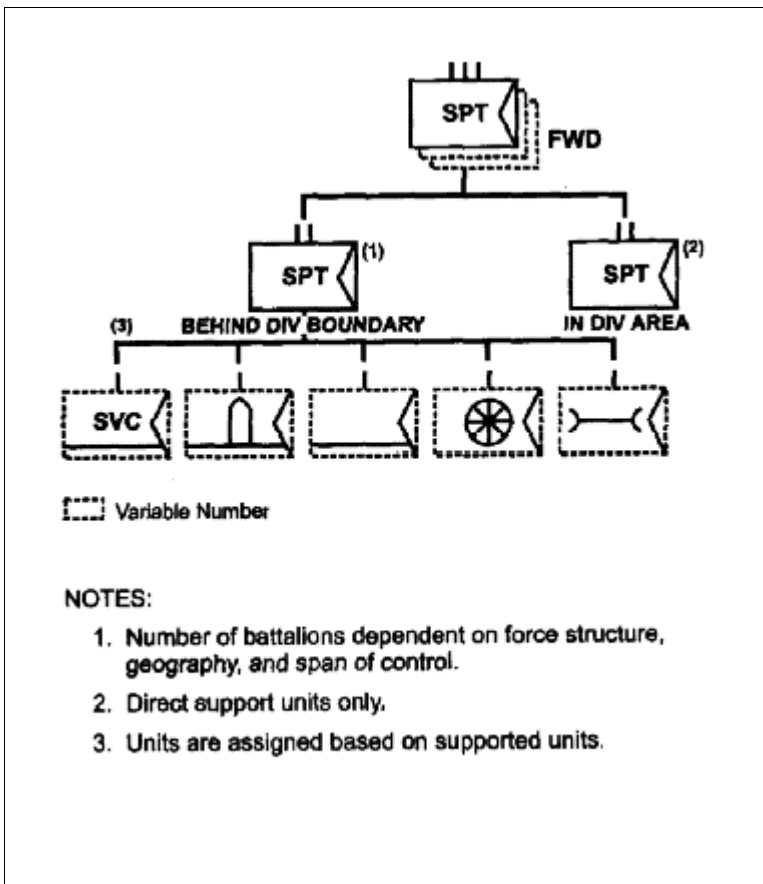 SPT
FWD
SPT (1)
SPT (2)
(3) BEHIND DIV BOUNDARY
IN DIV AREA
SVC
Variable Number
NOTES:
1. Number of battalions dependent on force structure,
geography, and span of control.
2. Direct support units only.
3. Units are assigned based on supported units.